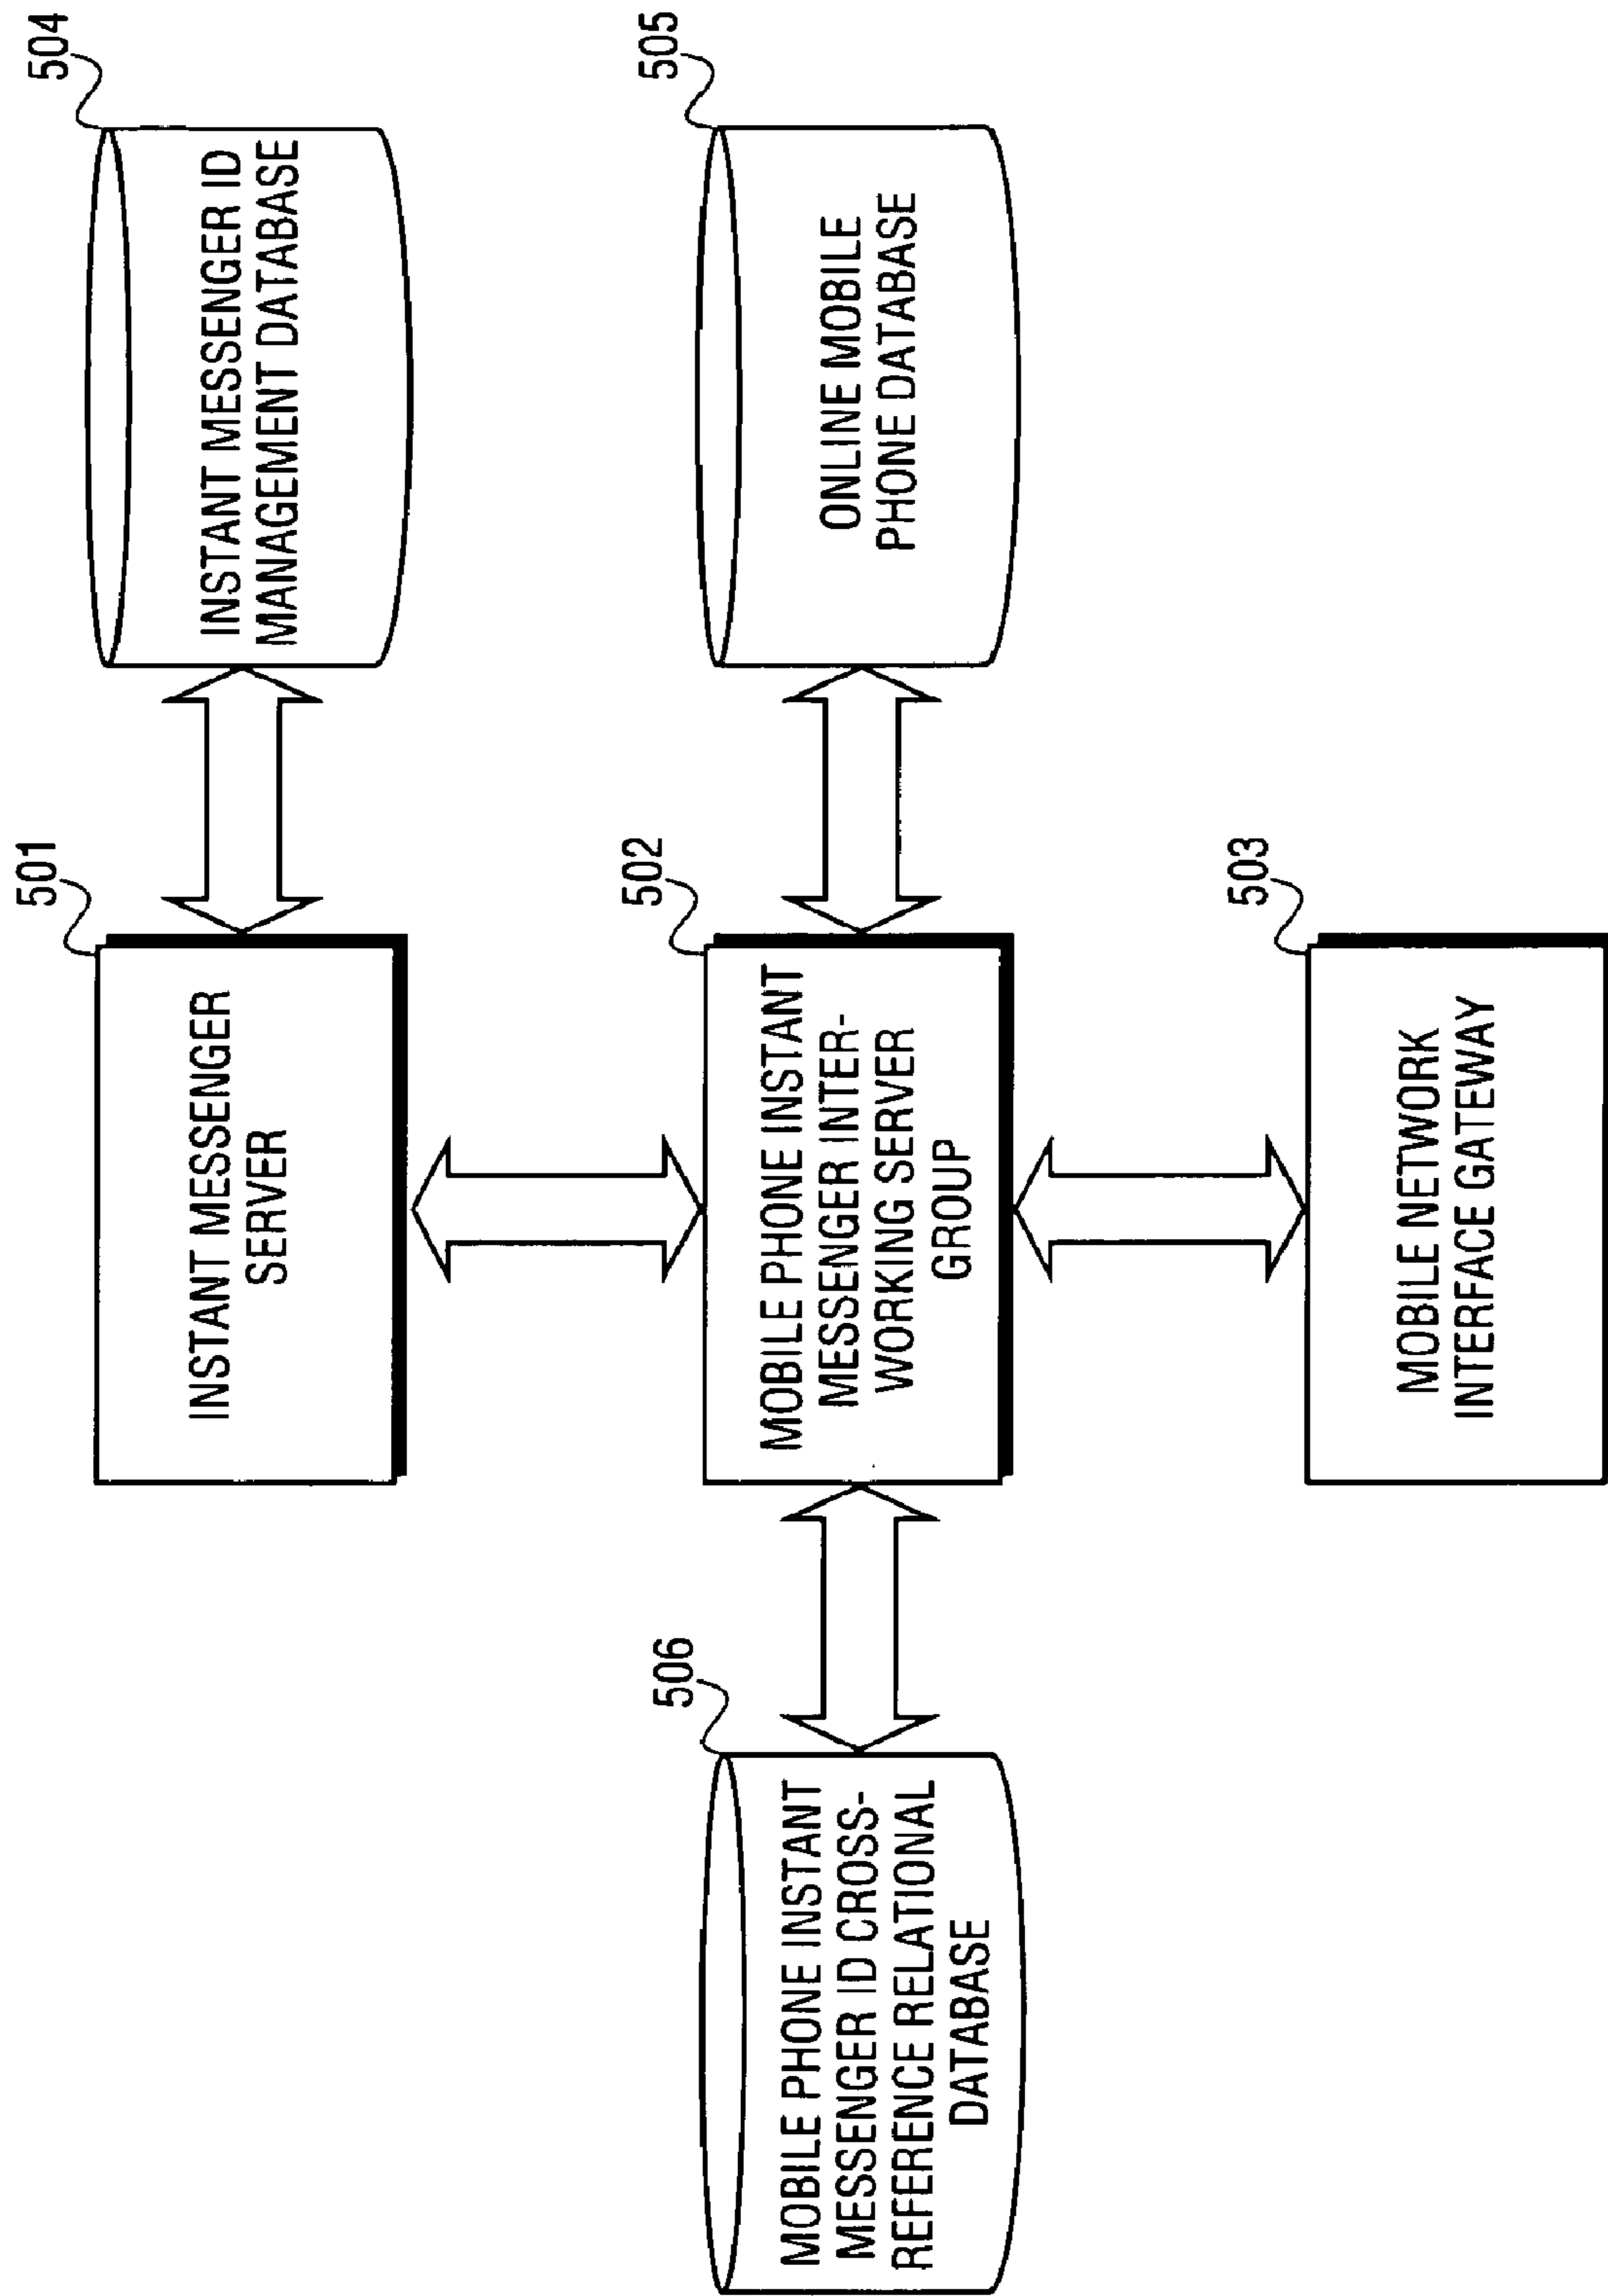 501
INSTANT MESSENGER
SERVER
504
INSTANT MESSENGER ID
MANAGEMENT DATABASE
506
MOBILE PHONE INSTANT
MESSENGER ID CROSS-
REFERENCE RELATIONAL
DATABASE
502
MOBILE PHONE INSTANT
MESSENGER INTER-
WORKING SERVER
GROUP
505
ONLINE MOBILE
PHONE DATABASE
503
MOBILE NETWORK
INTERFACE GATEWAY